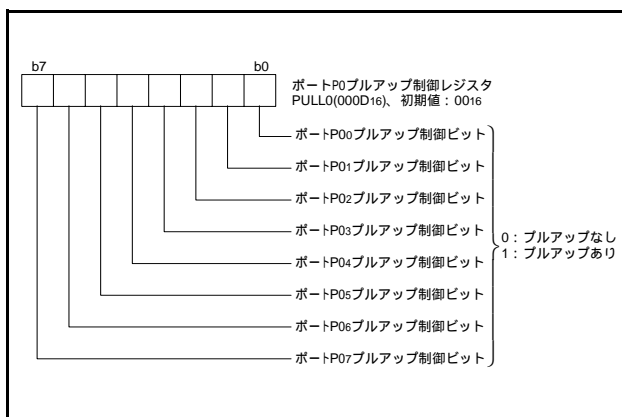 b7 b0
ポートP0プルアップ制御レジスタ
PULL0(000D16)、初期値：0016
ポートP00プルアップ制御ビット
ポートP01プルアップ制御ビット
ポートP02プルアップ制御ビット
ポートP03プルアップ制御ビット
0：プルアップなし
1：プルアップあり
ポートP04プルアップ制御ビット
ポートP05プルアップ制御ビット
ポートP06プルアップ制御ビット
ポートP07プルアップ制御ビット